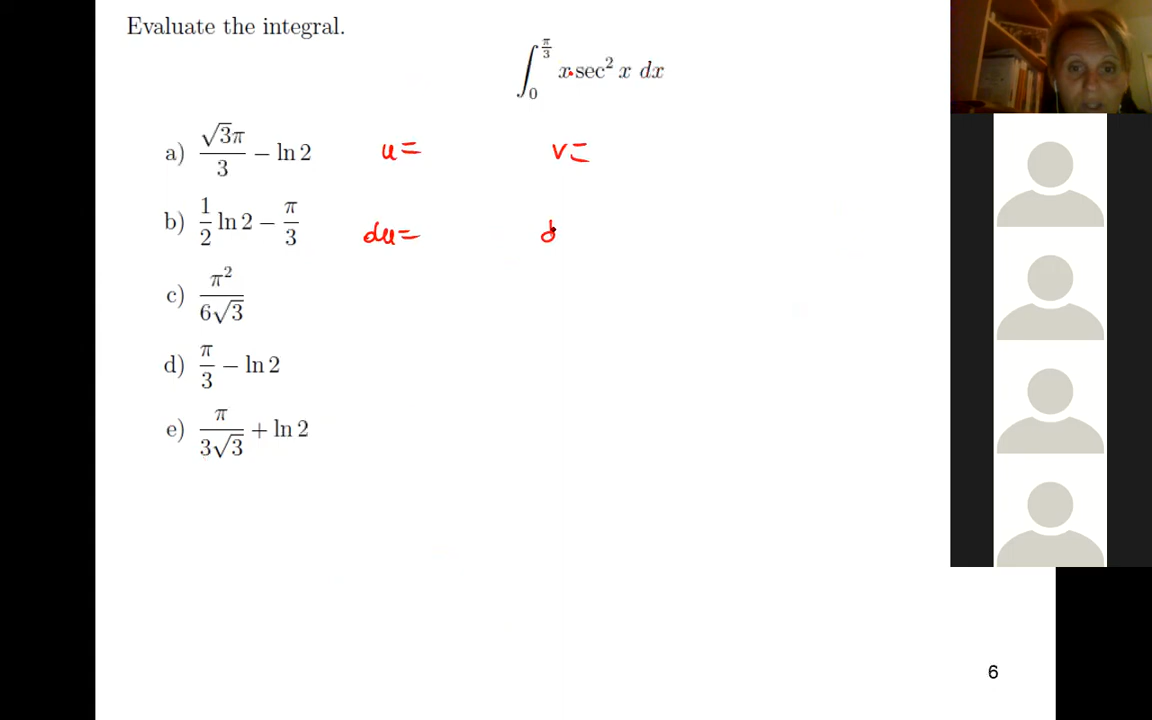 Evaluate the integral.
∫₀^{π/3} x·sec² x dx
a) √3π/3 − ln 2
u=
v=
b) 1/2 ln 2 − π/3
du=
d
c) π²/6√3
d) π/3 − ln 2
e) π/3√3 + ln 2
6